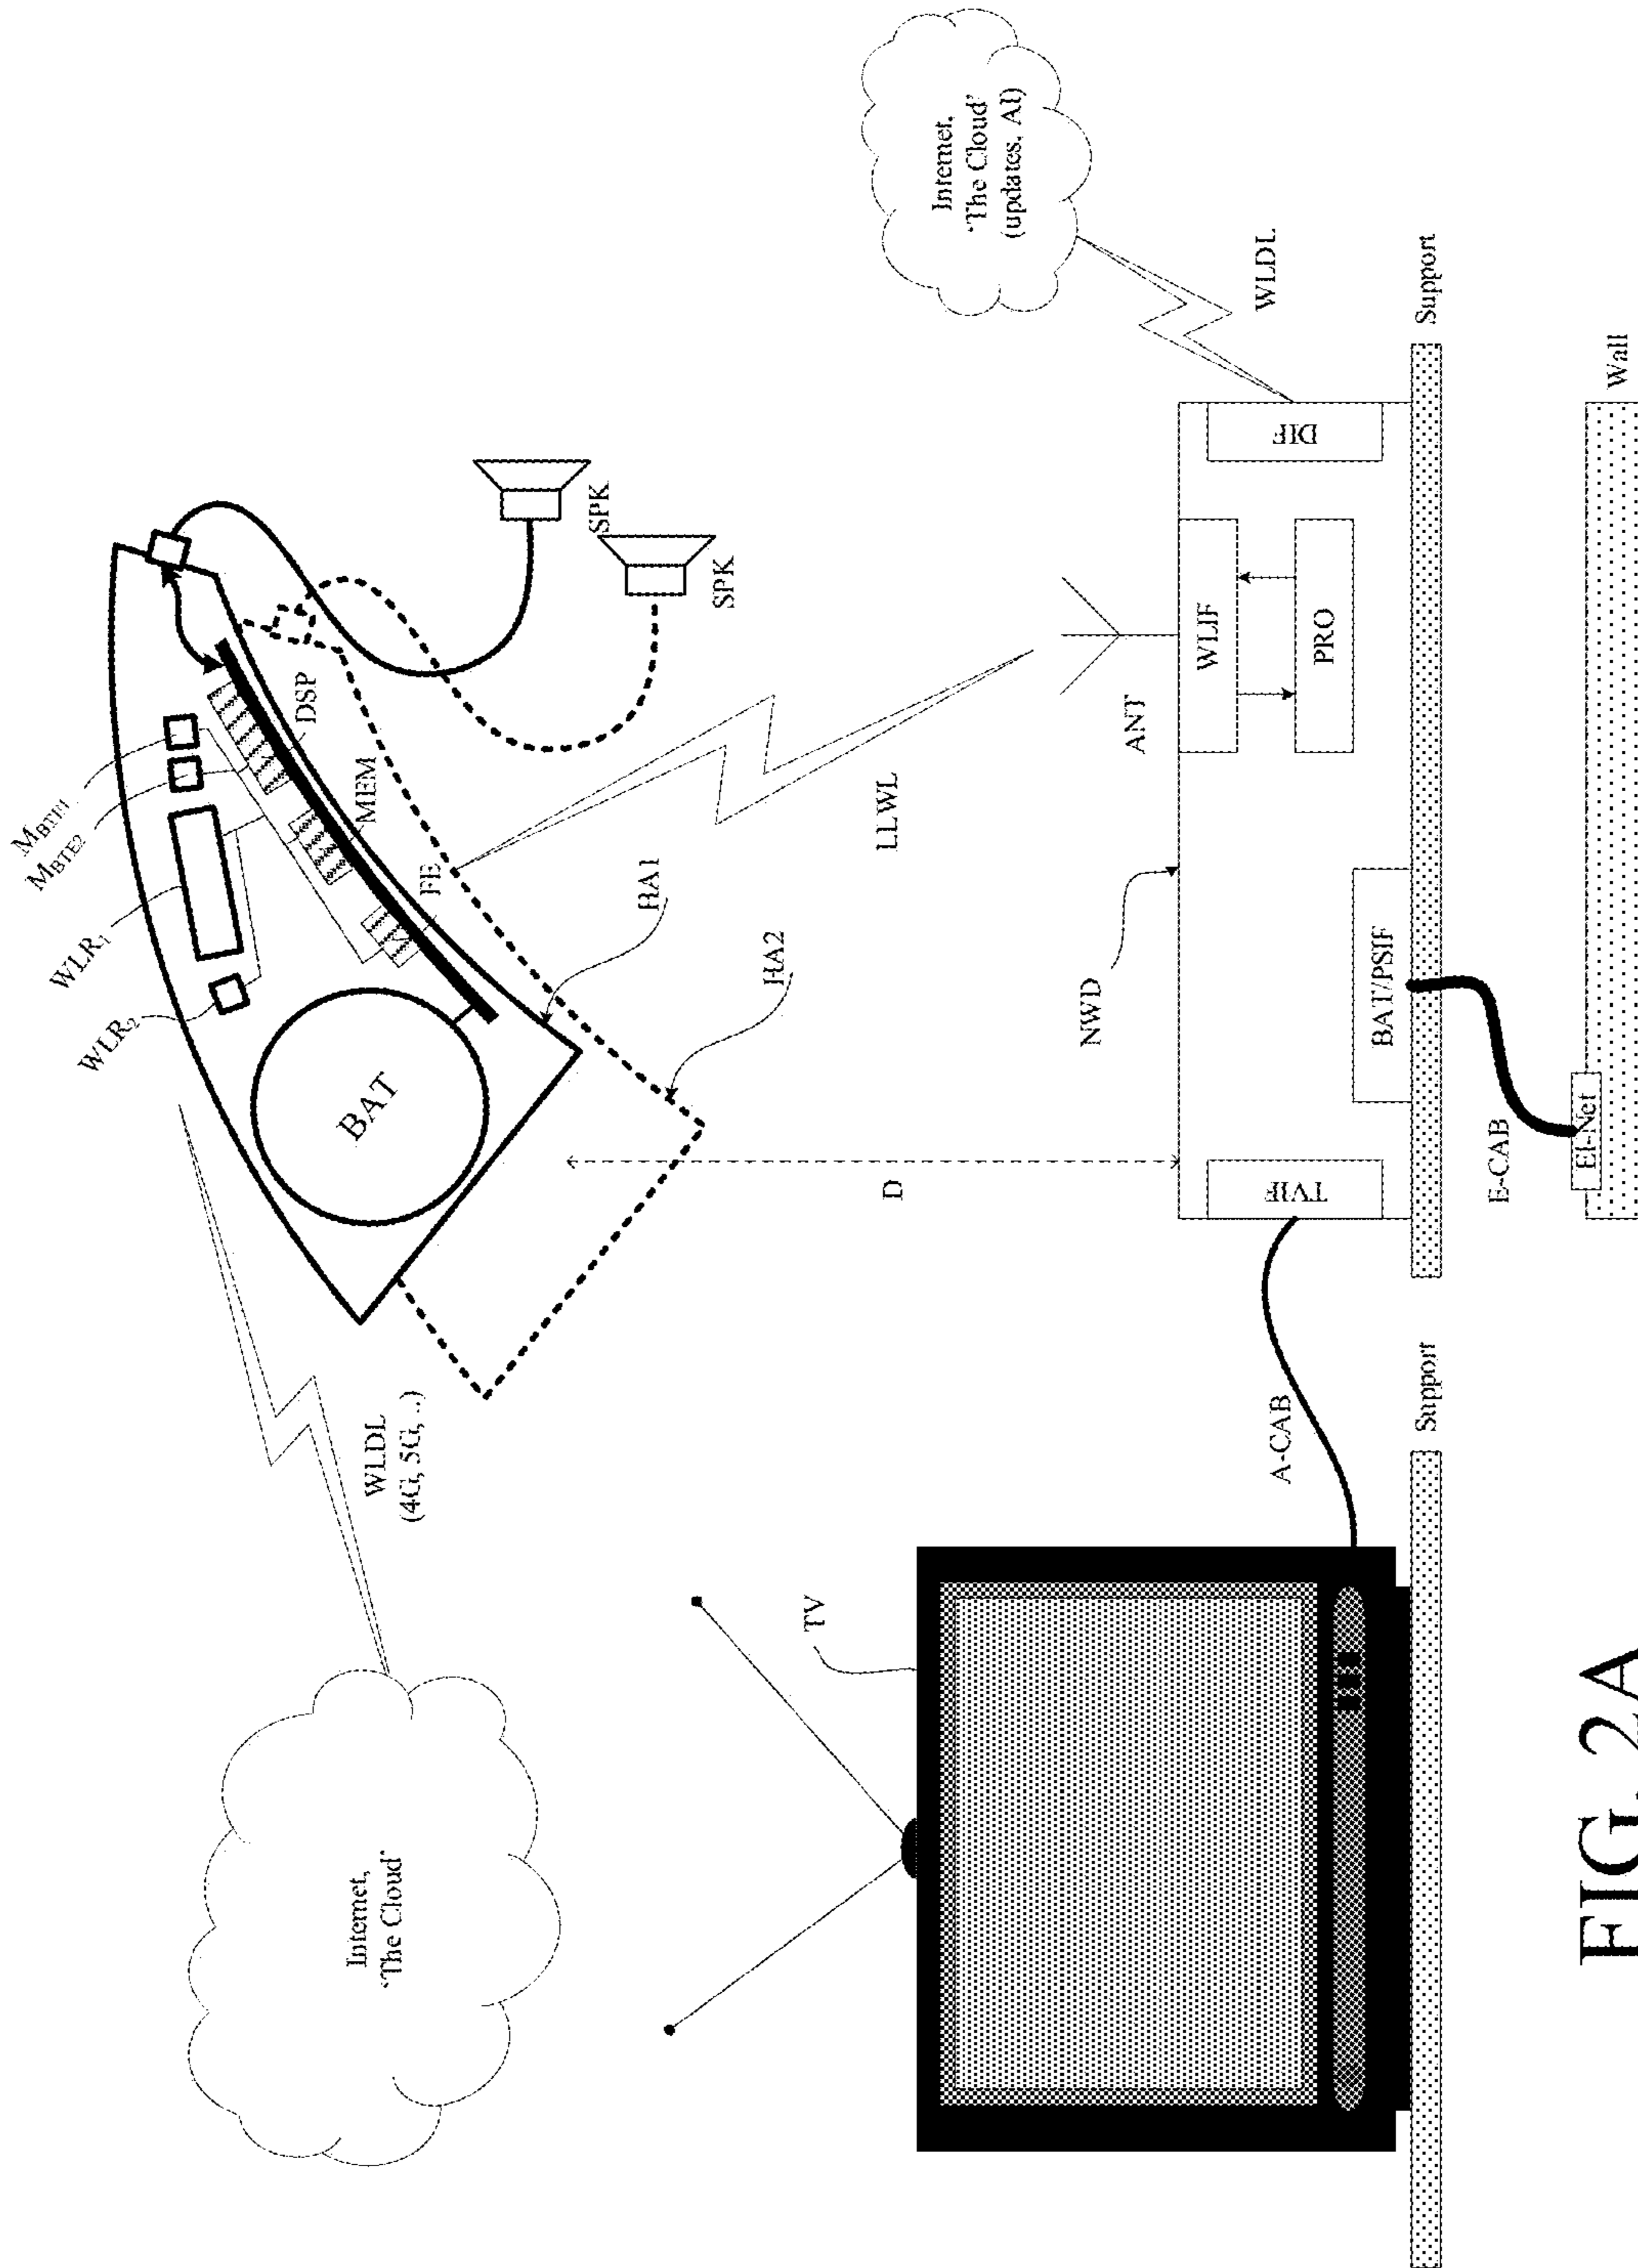 Internet,
'The Cloud'
WLDL
(4G, 5G, ..)
WLR₂
WLR₁
M_BTE2
M_BTE1
BAT
FE
MEM
DSP
HA1
HA2
SPK
SPK
LLWL
D
TV
A-CAB
Support
NWD
ANT
TVIF
BAT/PSIF
WLIF
PRO
DIF
WLDL
Internet,
'The Cloud'
(updates, AI)
Support
E-CAB
El-Net
Wall
FIG. 2A